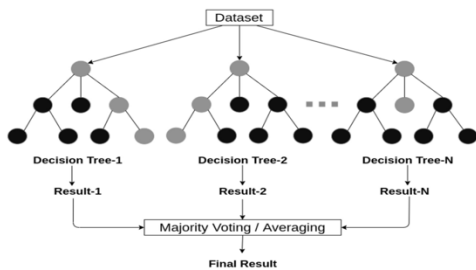 Dataset
Decision Tree-1
Decision Tree-2
Decision Tree-N
Result-1
Result-2
Result-N
Majority Voting / Averaging
Final Result